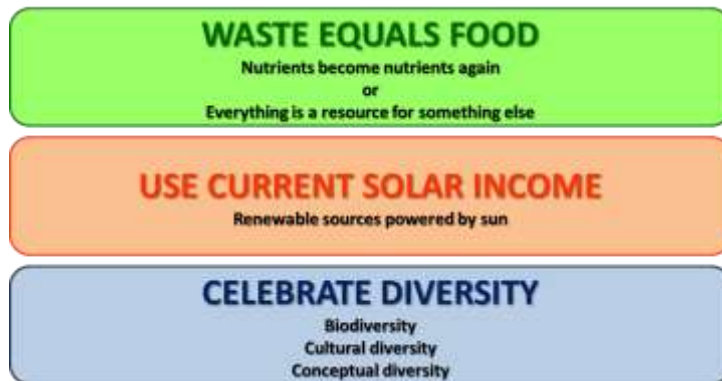 WASTE EQUALS FOOD
Nutrients become nutrients again
or
Everything is a resource for something else
USE CURRENT SOLAR INCOME
Renewable sources powered by sun
CELEBRATE DIVERSITY
Biodiversity
Cultural diversity
Conceptual diversity